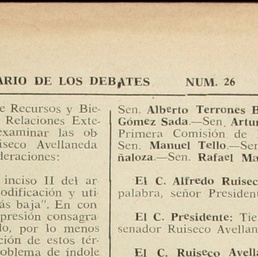 ARIO DE LOS DEBATES NUM. 26
e Recursos y Bie-
Relaciones Exte-
examinar las ob-
iseco Avellaneda
deraciones:
inciso II del ar-
odificación y uti-
ás baja". En con-
presión consagra-
do, por lo menos
ción de estos tér-
oblema de índole
Sen. Alberto Terrones B
Gómez Sada.—Sen. Artur
Primera Comisión de
Sen. Manuel Tello.—Sen
ñaloza.—Sen. Rafael Ma
El C. Alfredo Ruisec
palabra, señor President
El C. Presidente: Tie
senador Ruiseco Avellan
El C. Ruiseco Avella